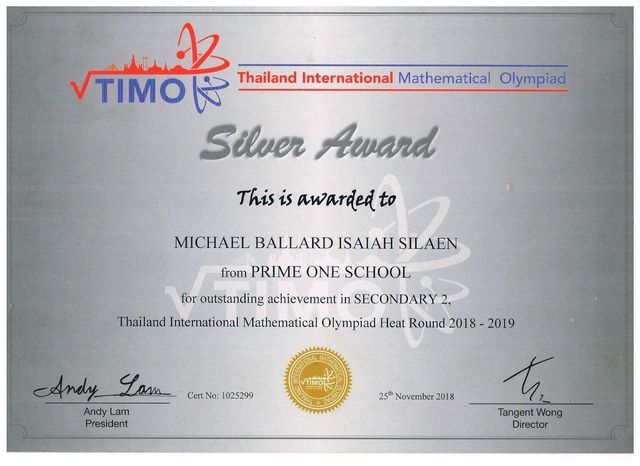 √TIMO
Thailand International Mathematical Olympiad
Silver Award
This is awarded to
MICHAEL BALLARD ISAIAH SILAEN
from PRIME ONE SCHOOL
for outstanding achievement in SECONDARY 2,
Thailand International Mathematical Olympiad Heat Round 2018 - 2019
Andy Lam
Cert No: 1025299
√TIMO
25th November 2018
Andy Lam
President
Tangent Wong
Director